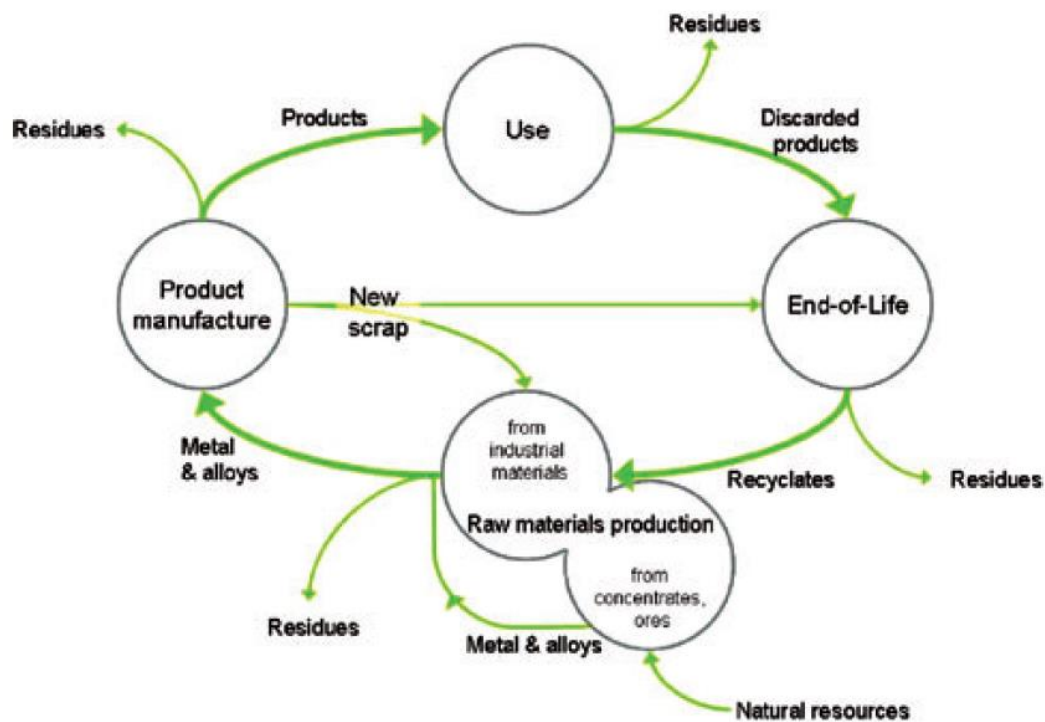 Residues
Residues
Products
Use
Discarded
products
Product
manufacture
New
scrap
End-of-Life
from
industrial
materials
Metal
& alloys
Recyclates
Residues
Raw materials production
from
concentrates,
ores
Residues
Metal & alloys
Natural resources